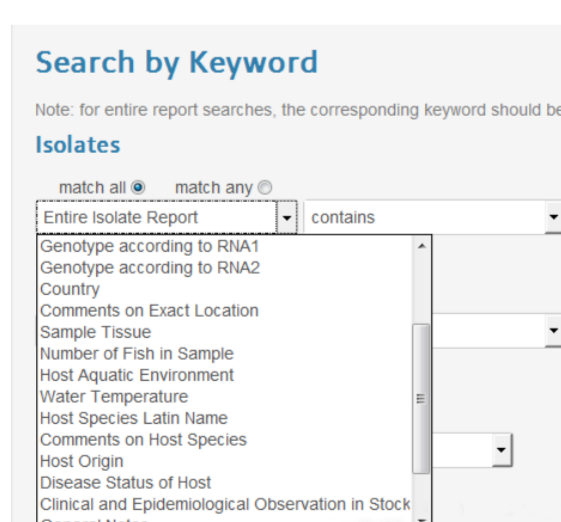 Search by Keyword
Note: for entire report searches, the corresponding keyword should be
Isolates
match all match any
Entire Isolate Report contains
Genotype according to RNA1
Genotype according to RNA2
Country
Comments on Exact Location
Sample Tissue
Number of Fish in Sample
Host Aquatic Environment
Water Temperature
Host Species Latin Name
Comments on Host Species
Host Origin
Disease Status of Host
Clinical and Epidemiological Observation in Stock
General Notes